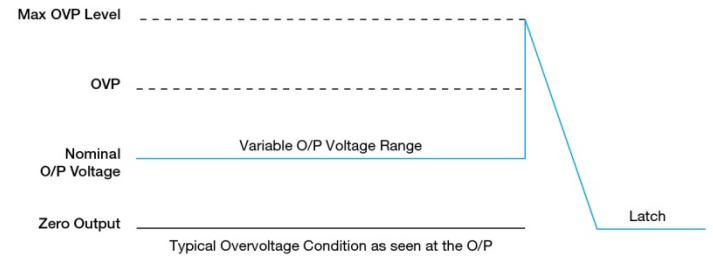 Max OVP Level
OVP
Variable O/P Voltage Range
Nominal
O/P Voltage
Zero Output
Latch
Typical Overvoltage Condition as seen at the O/P